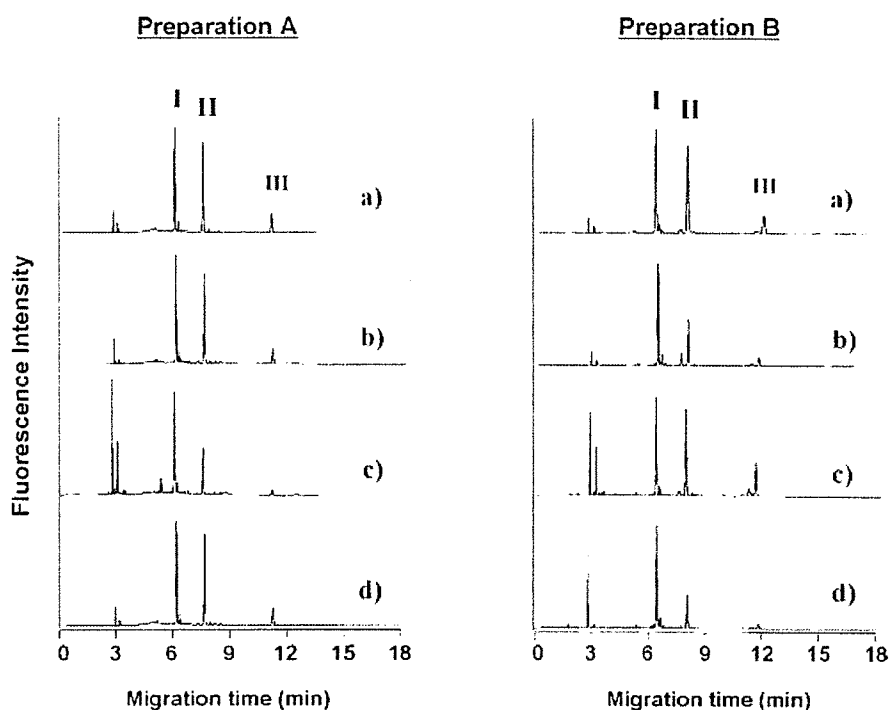 Preparation A
Preparation B
I
II
III
a)
b)
c)
d)
I
II
III
a)
b)
c)
d)
Fluorescence Intensity
0 3 6 9 12 15 18
0 3 6 9 12 15 18
Migration time (min)
Migration time (min)